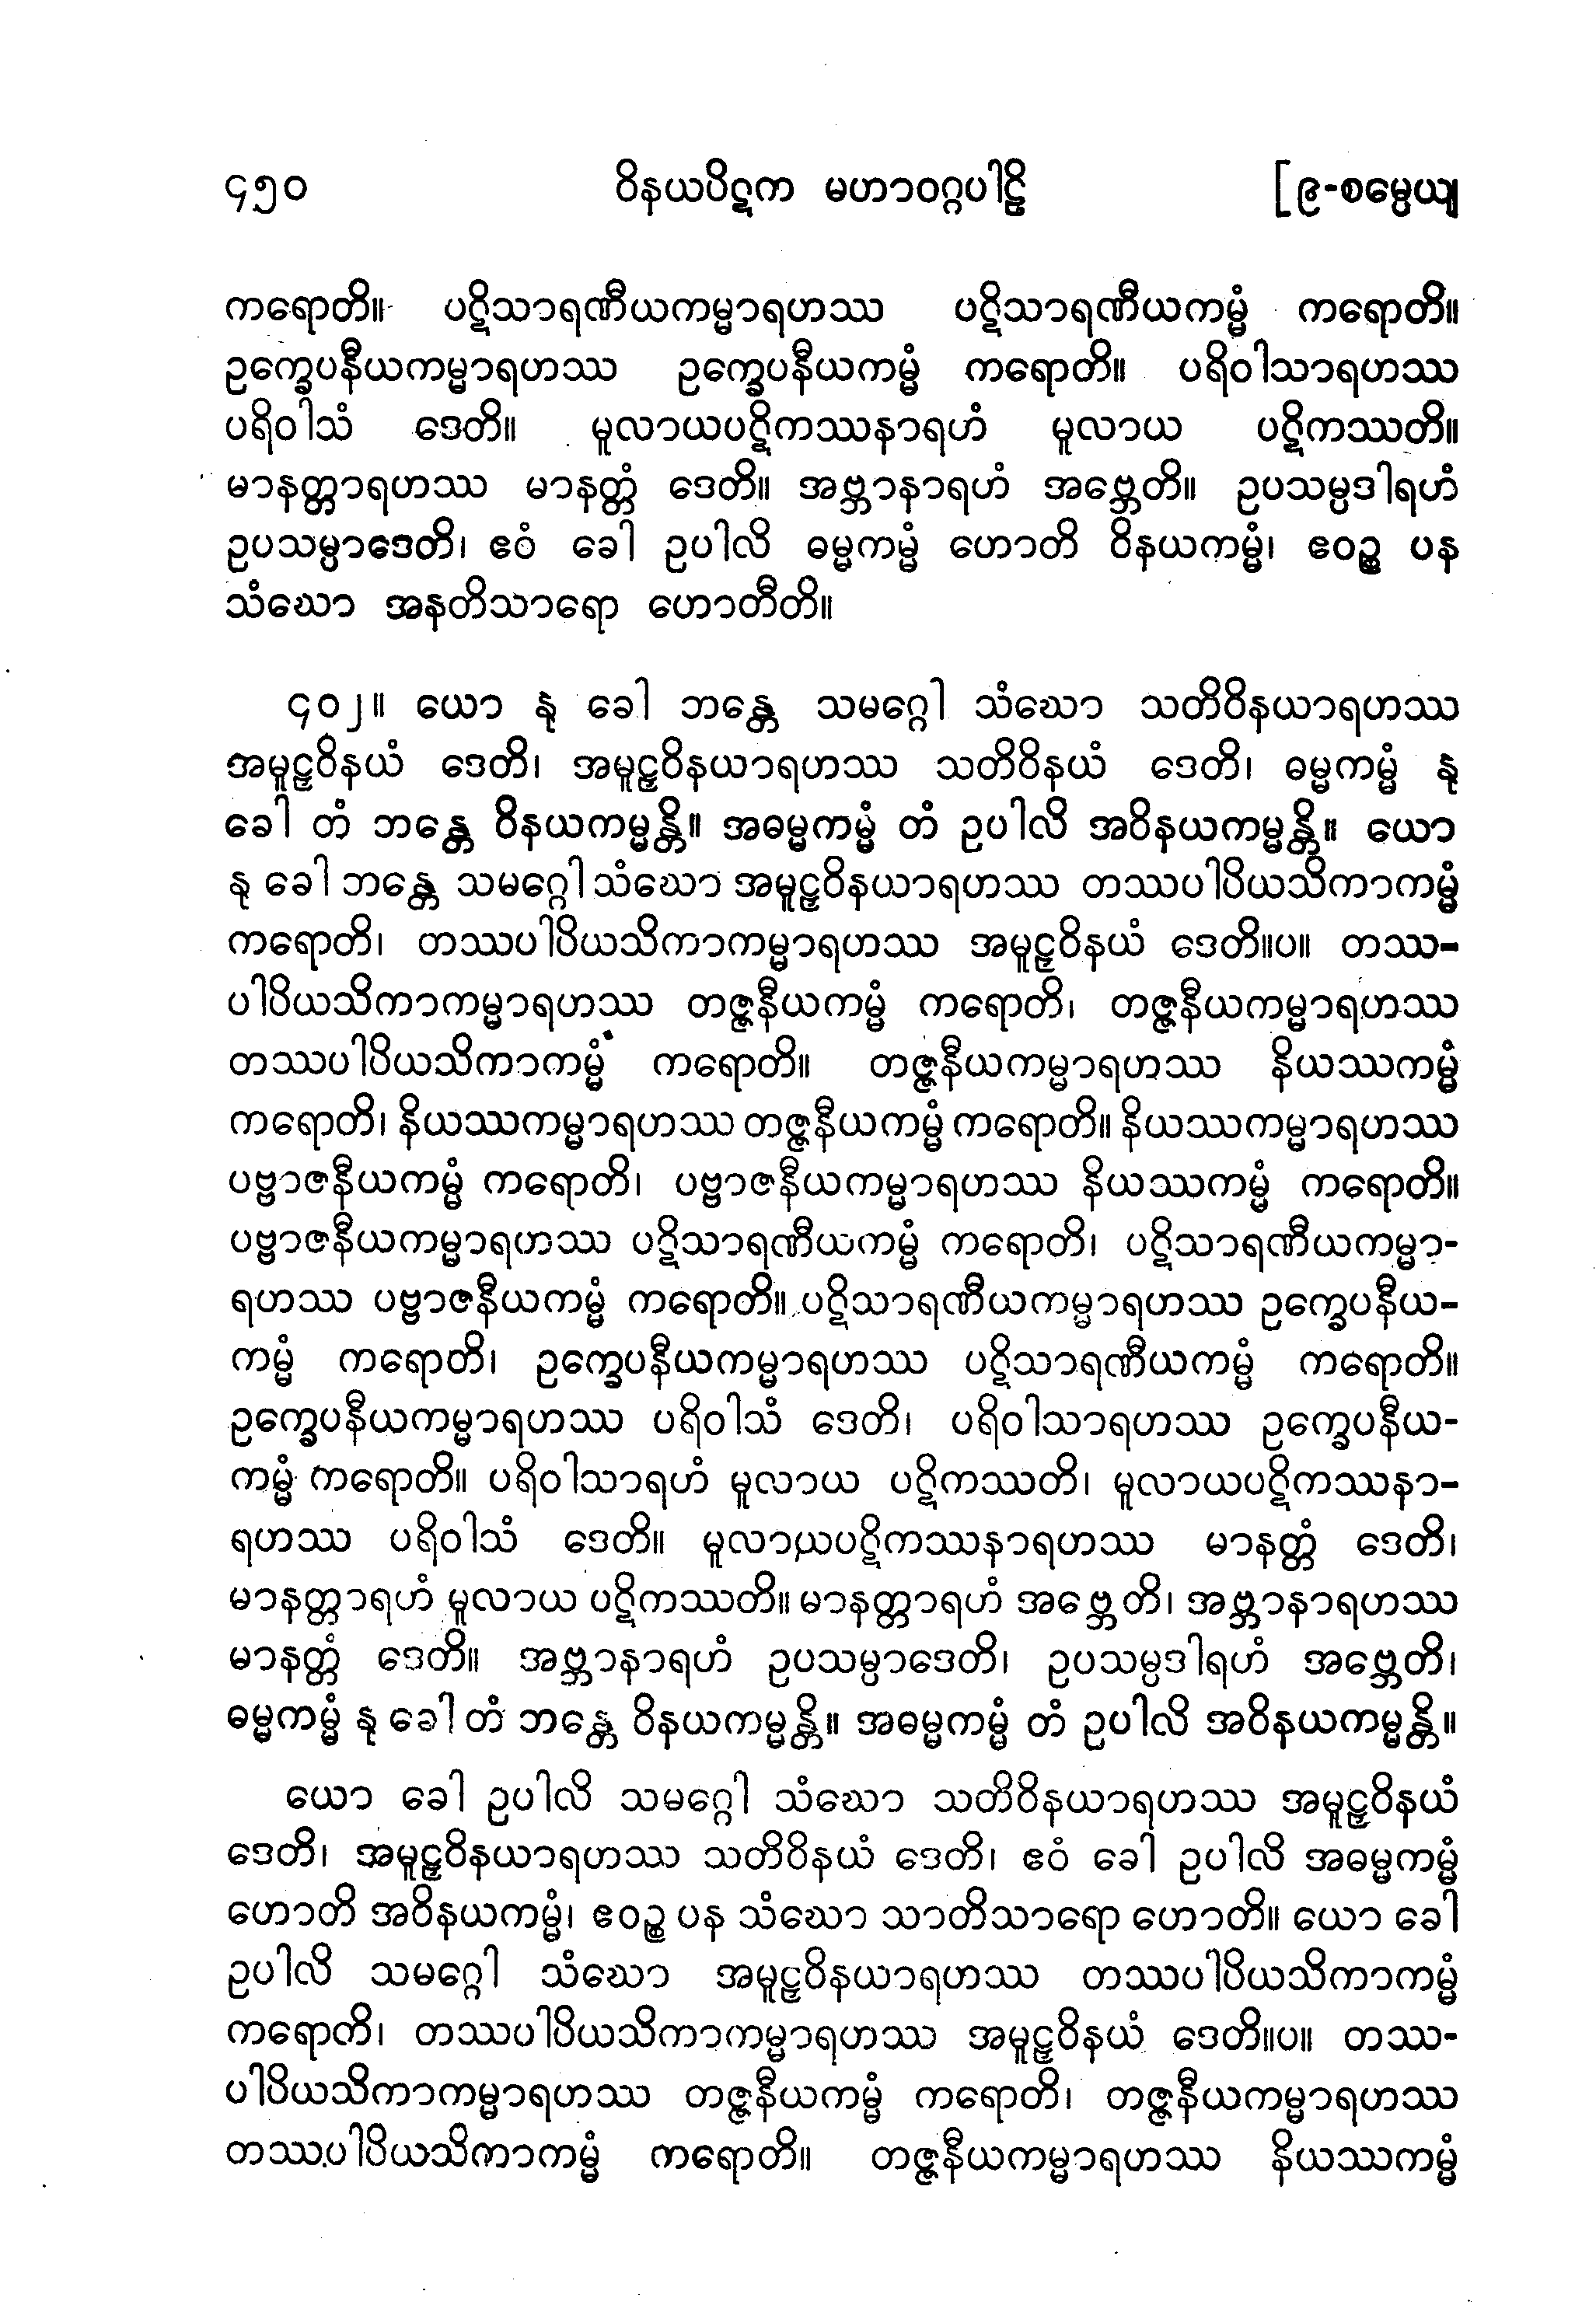 ၄၅၀ ဝိနယပိဋက မဟာဝဂ္ဂပါဠိ [၉-စမ္ပေယျ
ကရောတိ။ ပဋိသာရဏီယကမ္မာရဟဿ ပဋိသာရဏီယကမ္မံ ကရောတိ။
ဥက္ခေပနီယကမ္မာရဟဿ ဥက္ခေပနီယကမ္မံ ကရောတိ။ ပရိဝါသာရဟဿ
ပရိဝါသံ ဒေတိ။ မူလာယပဋိကဿနာရဟံ မူလာယ ပဋိကဿတိ။
မာနတ္တာရဟဿ မာနတ္တံ ဒေတိ။ အဗ္ဘာနာရဟံ အဗ္ဘေတိ။ ဥပသမ္ပဒါရဟံ
ဥပသမ္ပာဒေတိ၊ ဧဝံ ခေါ ဥပါလိ ဓမ္မကမ္မံ ဟောတိ ဝိနယကမ္မံ၊ ဧဝဉ္စ ပန
သံဃော အနတိသာရော ဟောတီတိ။
၄၀၂။ ယော နု ခေါ ဘန္တေ သမဂ္ဂေါ သံဃော သတိဝိနယာရဟဿ
အမူဠှဝိနယံ ဒေတိ၊ အမူဠှဝိနယာရဟဿ သတိဝိနယံ ဒေတိ၊ ဓမ္မကမ္မံ နု
ခေါ တံ ဘန္တေ ဝိနယကမ္မန္တိ။ အဓမ္မကမ္မံ တံ ဥပါလိ အဝိနယကမ္မန္တိ။ ယော
နု ခေါ ဘန္တေ သမဂ္ဂေါ သံဃော အမူဠှဝိနယာရဟဿ တဿပါပိယသိကာကမ္မံ
ကရောတိ၊ တဿပါပိယသိကာကမ္မာရဟဿ အမူဠှဝိနယံ ဒေတိ။ပ။ တဿ-
ပါပိယသိကာကမ္မာရဟဿ တဇ္ဇနီယကမ္မံ ကရောတိ၊ တဇ္ဇနီယကမ္မာရဟဿ
တဿပါပိယသိကာကမ္မံ ကရောတိ။ တဇ္ဇနီယကမ္မာရဟဿ နိယဿကမ္မံ
ကရောတိ၊ နိယဿကမ္မာရဟဿ တဇ္ဇနီယကမ္မံ ကရောတိ။ နိယဿကမ္မာရဟဿ
ပဗ္ဗာဇနီယကမ္မံ ကရောတိ၊ ပဗ္ဗာဇနီယကမ္မာရဟဿ နိယဿကမ္မံ ကရောတိ။
ပဗ္ဗာဇနီယကမ္မာရဟဿ ပဋိသာရဏီယကမ္မံ ကရောတိ၊ ပဋိသာရဏီယကမ္မာ-
ရဟဿ ပဗ္ဗာဇနီယကမ္မံ ကရောတိ။ ပဋိသာရဏီယကမ္မာရဟဿ ဥက္ခေပနီယ-
ကမ္မံ ကရောတိ၊ ဥက္ခေပနီယကမ္မာရဟဿ ပဋိသာရဏီယကမ္မံ ကရောတိ။
ဥက္ခေပနီယကမ္မာရဟဿ ပရိဝါသံ ဒေတိ၊ ပရိဝါသာရဟဿ ဥက္ခေပနီယ-
ကမ္မံ ကရောတိ။ ပရိဝါသာရဟံ မူလာယ ပဋိကဿတိ၊ မူလာယပဋိကဿနာ-
ရဟဿ ပရိဝါသံ ဒေတိ။ မူလာယပဋိကဿနာရဟဿ မာနတ္တံ ဒေတိ၊
မာနတ္တာရဟံ မူလာယ ပဋိကဿတိ။ မာနတ္တာရဟံ အဗ္ဘေတိ၊ အဗ္ဘာနာရဟဿ
မာနတ္တံ ဒေတိ။ အဗ္ဘာနာရဟံ ဥပသမ္ပာဒေတိ၊ ဥပသမ္ပဒါရဟံ အဗ္ဘေတိ၊
ဓမ္မကမ္မံ နု ခေါ တံ ဘန္တေ ဝိနယကမ္မန္တိ။ အဓမ္မကမ္မံ တံ ဥပါလိ အဝိနယကမ္မန္တိ။
ယော ခေါ ဥပါလိ သမဂ္ဂေါ သံဃော သတိဝိနယာရဟဿ အမူဠှဝိနယံ
ဒေတိ၊ အမူဠှဝိနယာရဟဿ သတိဝိနယံ ဒေတိ၊ ဧဝံ ခေါ ဥပါလိ အဓမ္မကမ္မံ
ဟောတိ အဝိနယကမ္မံ၊ ဧဝဉ္စ ပန သံဃော သာတိသာရော ဟောတိ။ ယော ခေါ
ဥပါလိ သမဂ္ဂေါ သံဃော အမူဠှဝိနယာရဟဿ တဿပါပိယသိကာကမ္မံ
ကရောတိ၊ တဿပါပိယသိကာကမ္မာရဟဿ အမူဠှဝိနယံ ဒေတိ။ပ။ တဿ-
ပါပိယသိကာကမ္မာရဟဿ တဇ္ဇနီယကမ္မံ ကရောတိ၊ တဇ္ဇနီယကမ္မာရဟဿ
တဿပါပိယသိကာကမ္မံ ကရောတိ။ တဇ္ဇနီယကမ္မာရဟဿ နိယဿကမ္မံ